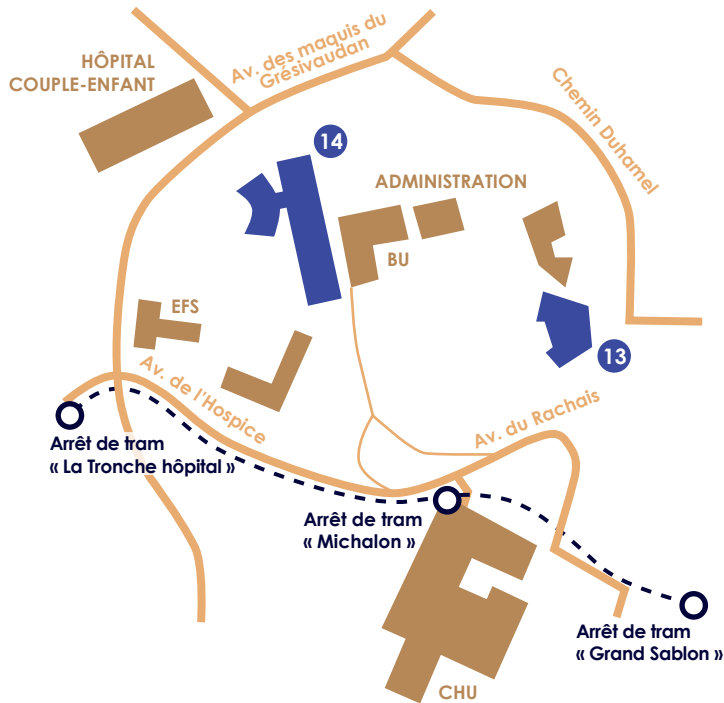 HÔPITAL
COUPLE-ENFANT
Av. des maquis du
Grésivaudan
Chemin Duhamel
14
ADMINISTRATION
BU
EFS
13
Av. de l'Hospice
Av. du Rachais
Arrêt de tram
« La Tronche hôpital »
Arrêt de tram
« Michalon »
Arrêt de tram
« Grand Sablon »
CHU